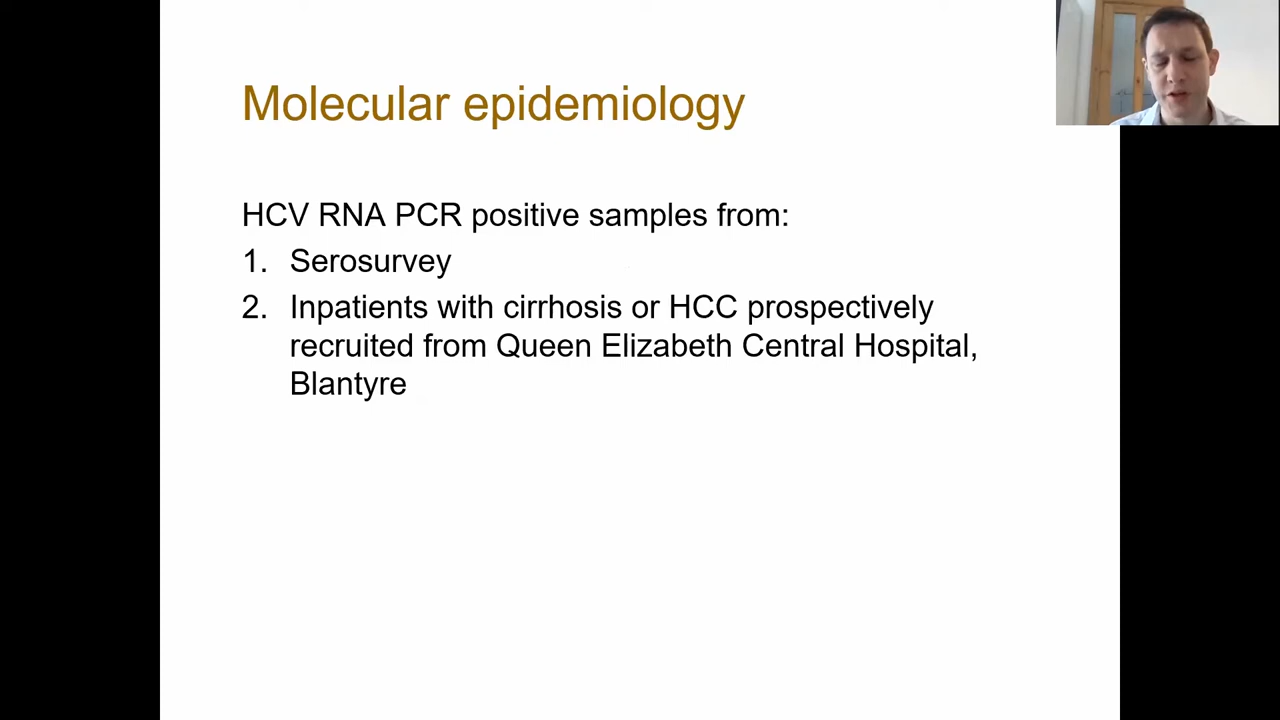 Molecular epidemiology
HCV RNA PCR positive samples from:
1. Serosurvey
2. Inpatients with cirrhosis or HCC prospectively
recruited from Queen Elizabeth Central Hospital,
Blantyre